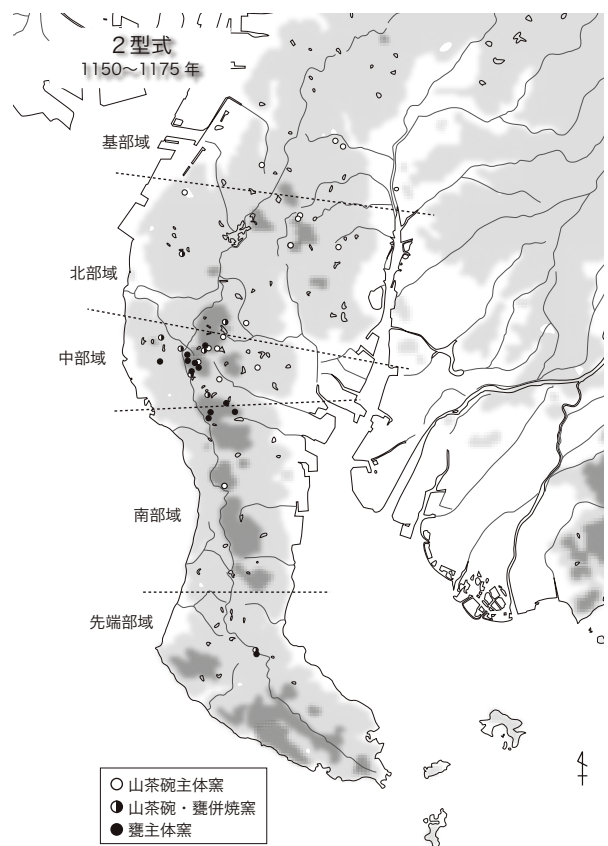 2型式
1150〜1175年
基部域
北部域
中部域
南部域
先端部域
○ 山茶碗主体窯
◑ 山茶碗・甕併焼窯
● 甕主体窯